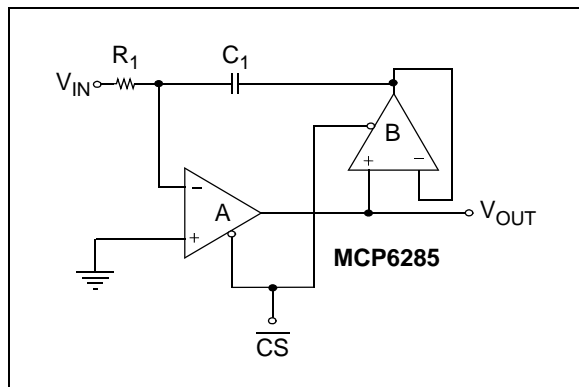 R1 C1
VIN
B
+ −
−
A
+
VOUT
MCP6285
CS